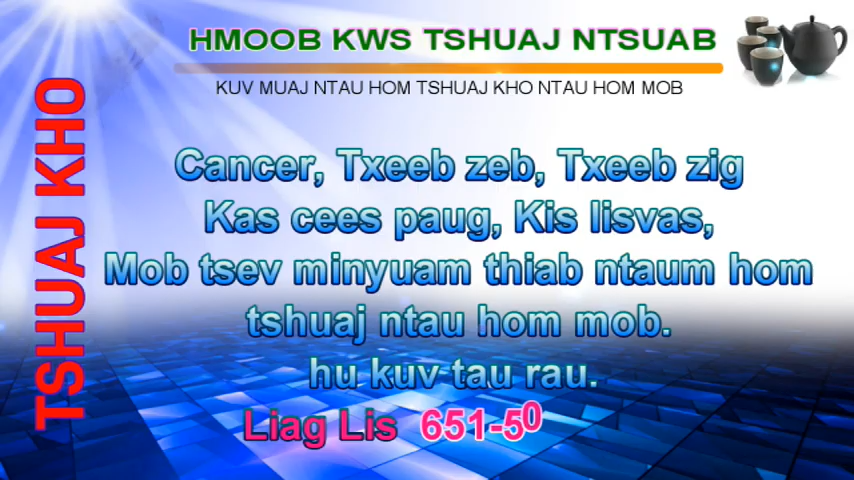 HMOOB KWS TSHUAJ NTSUAB
KUV MUAJ NTAU HOM TSHUAJ KHO NTAU HOM MOB
TSHUAJ KHO
Cancer, Txeeb zeb, Txeeb zig
Kas cees paug, Kis lisvas,
Mob tsev minyuam thiab ntaum hom
tshuaj ntau hom mob.
hu kuv tau rau.
Liag Lis 651-50